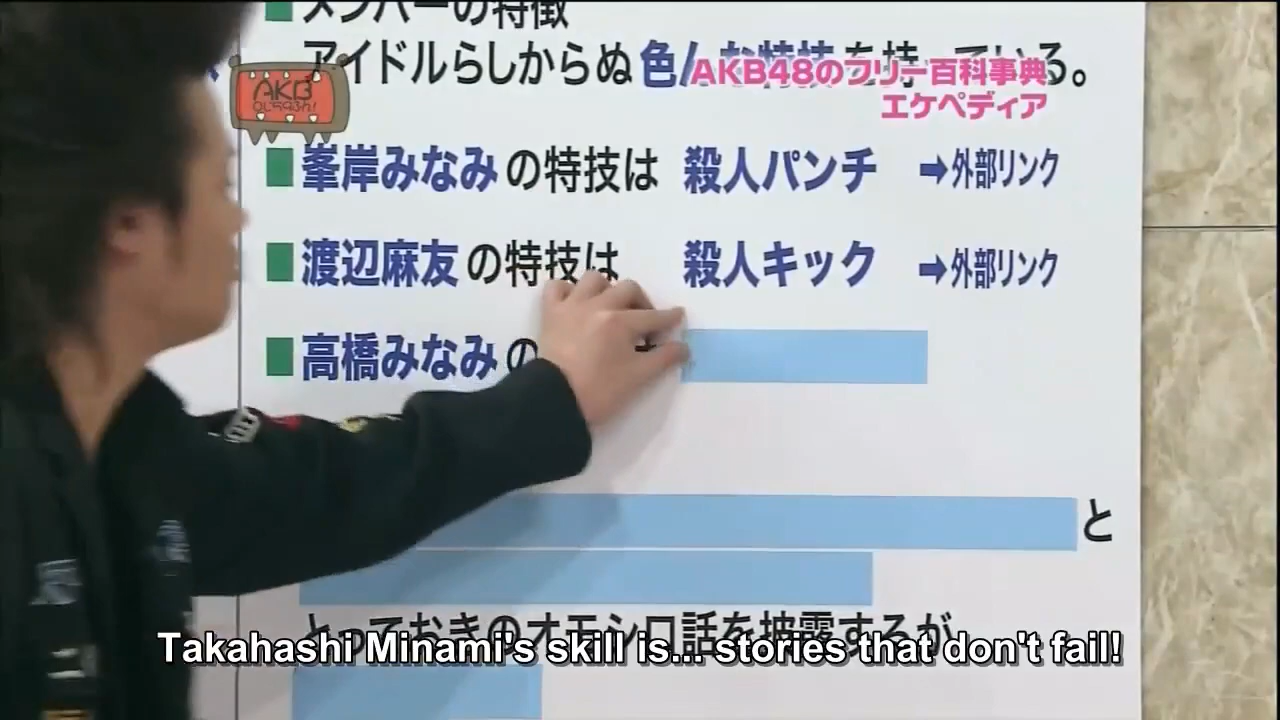 メンバーの特徴
アイドルらしからぬ色んな特技を持っている。
AKB48のフリー百科事典
エケペディア
AKB
■峯岸みなみの特技は 殺人パンチ ➡外部リンク
■渡辺麻友の特技は 殺人キック ➡外部リンク
■高橋みなみの
と
とっておきのオモシロ話を披露するが
Takahashi Minami's skill is... stories that don't fail!